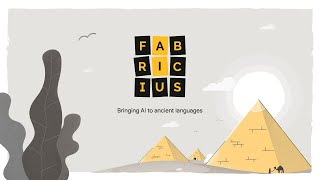 FAB
RIC
IUS
Bringing AI to ancient languages